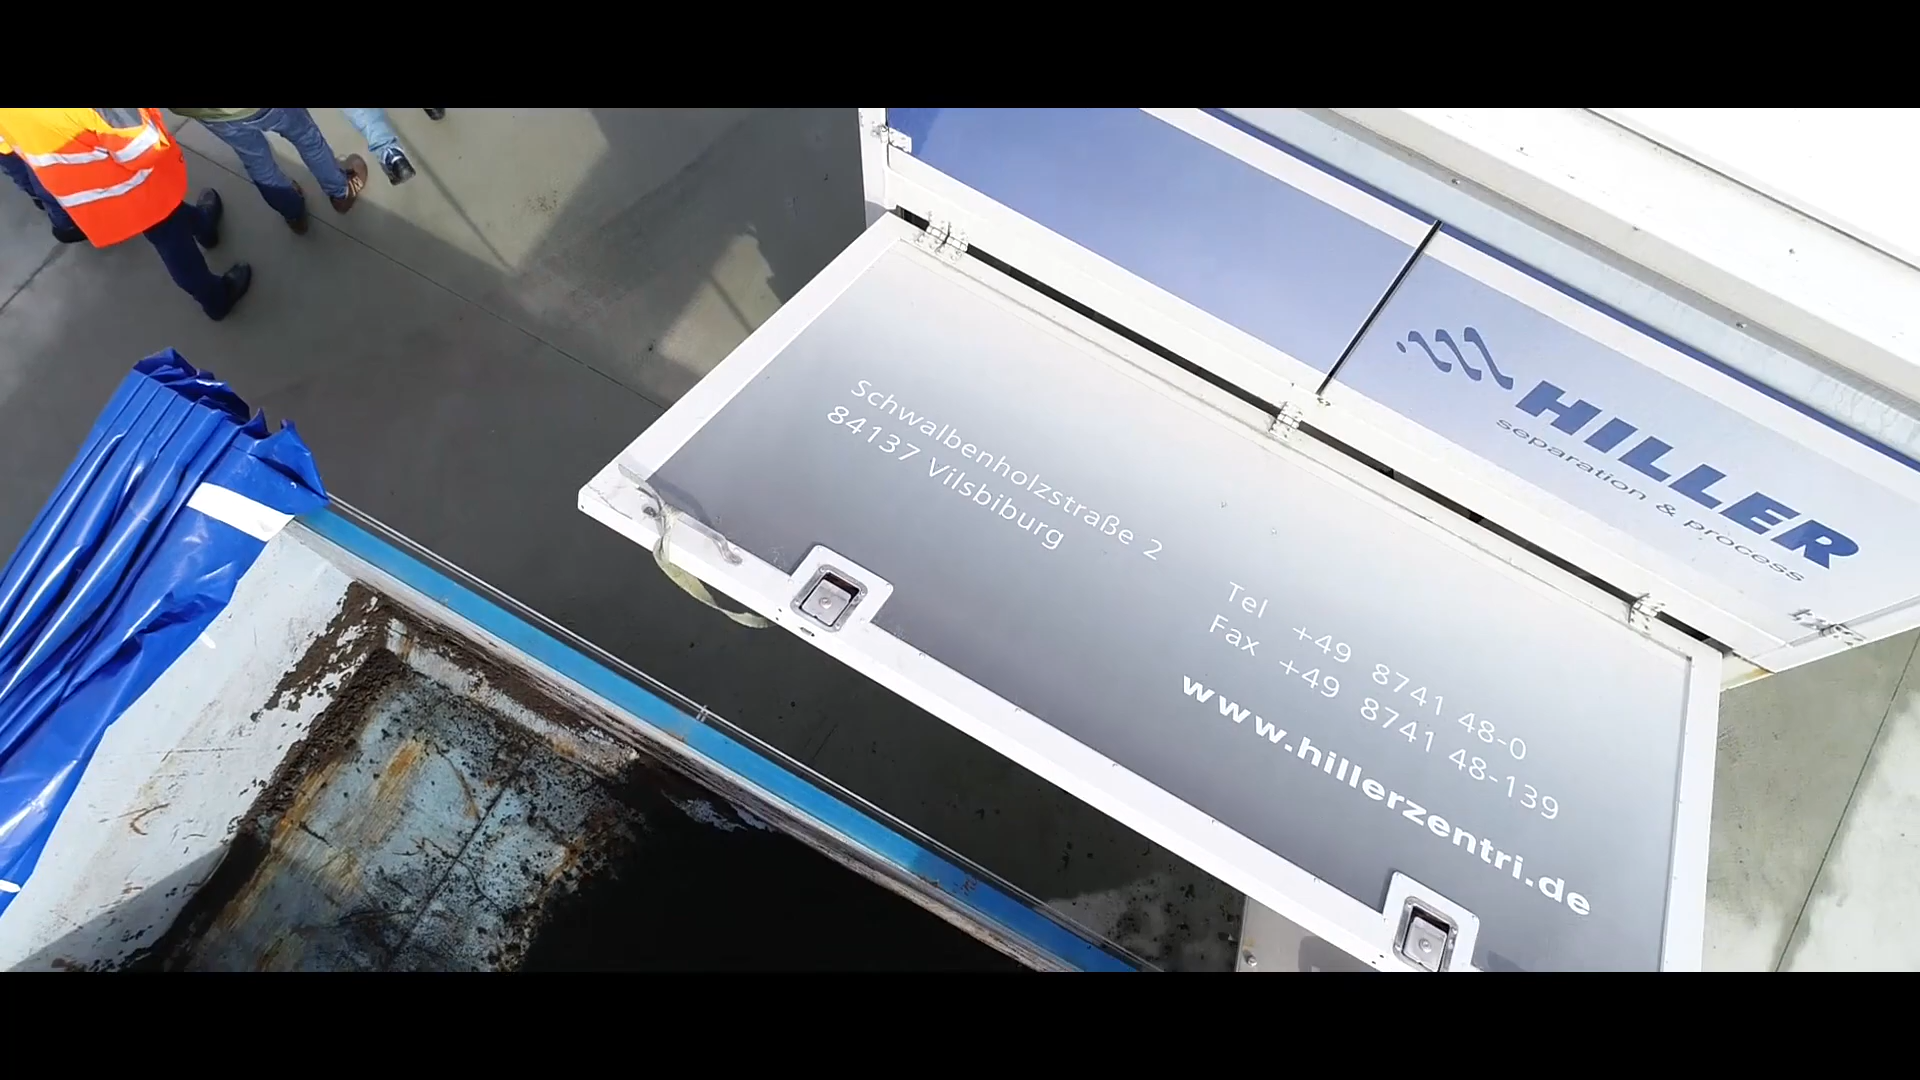 HILLER
separation & process
Schwalbenholzstraße 2
84137 Vilsbiburg
Tel +49 8741 48-0
Fax +49 8741 48-139
www.hillerzentri.de